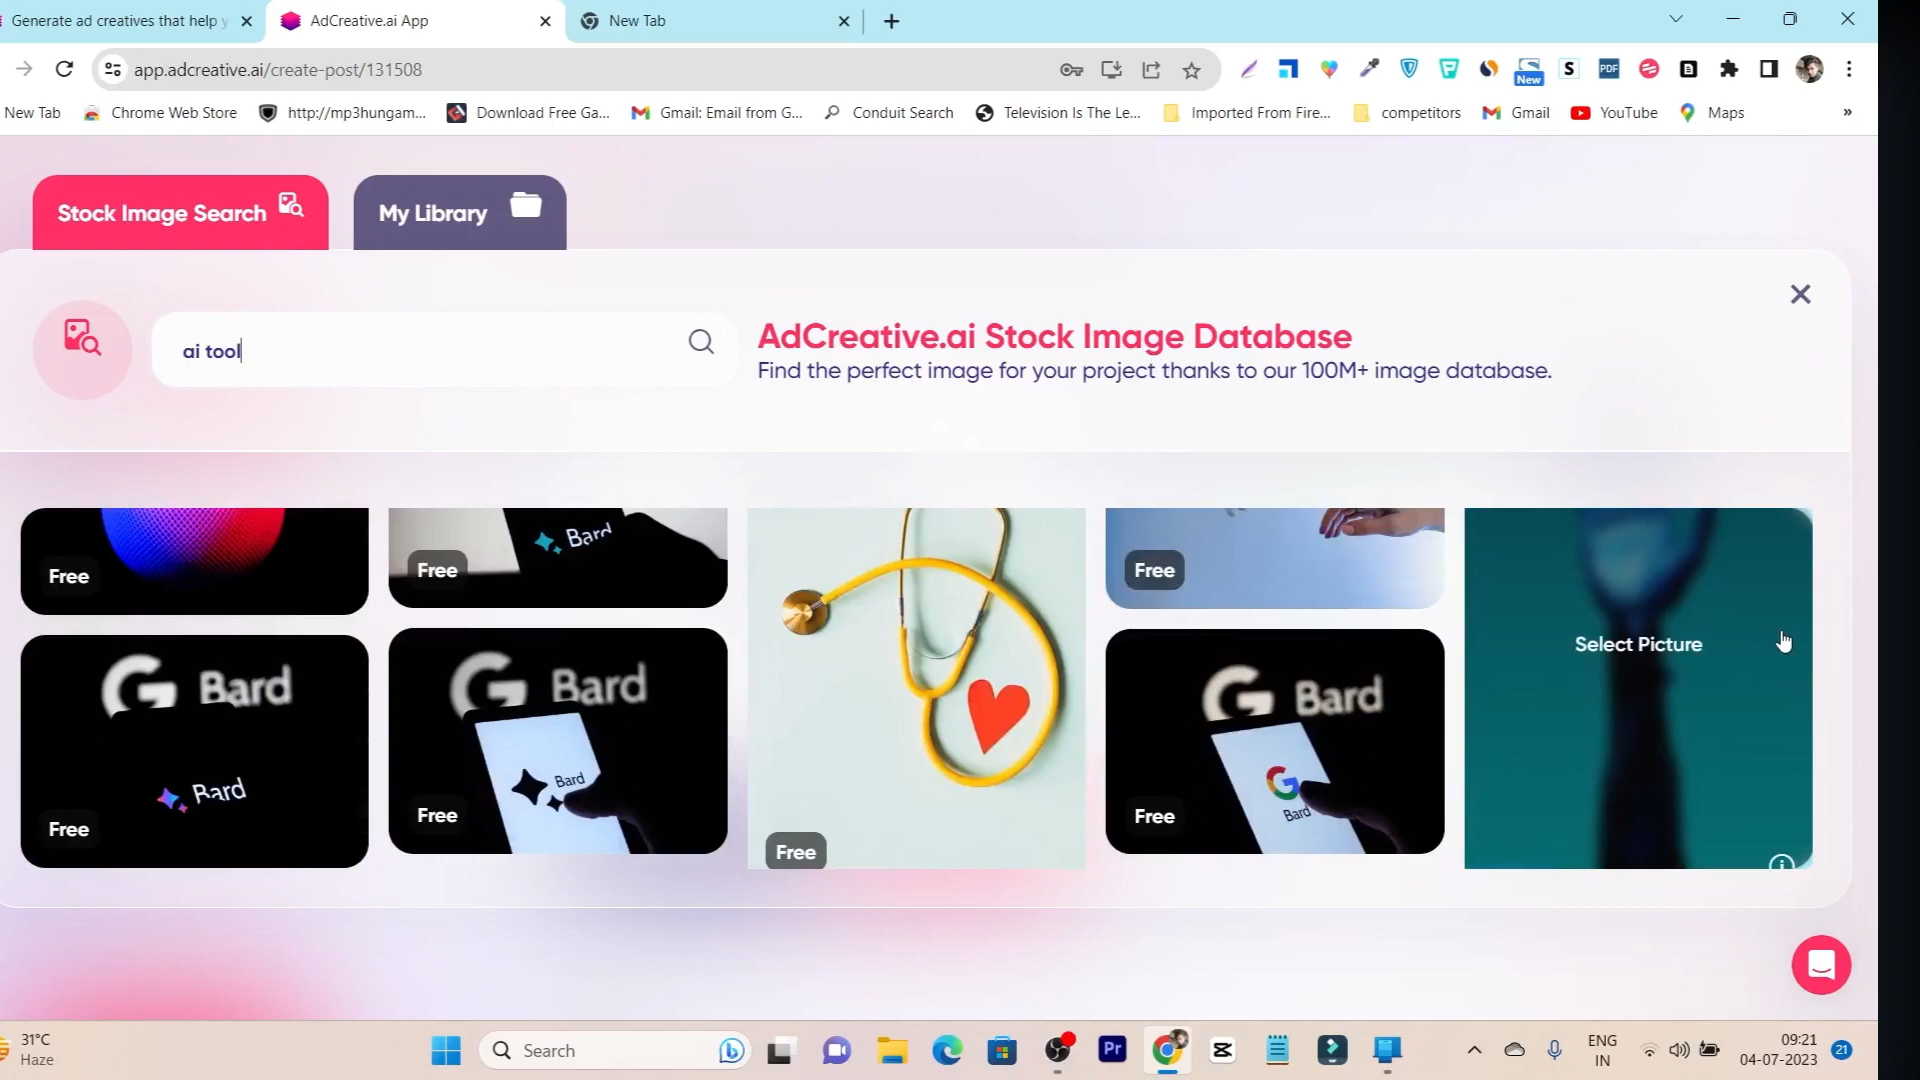 Generate ad creatives that help y
AdCreative.ai App
New Tab
app.adcreative.ai/create-post/131508
New
S
PDF
New Tab
Chrome Web Store
http://mp3hungam...
Download Free Ga...
Gmail: Email from G...
Conduit Search
Television Is The Le...
Imported From Fire...
competitors
Gmail
YouTube
Maps
»
Stock Image Search
My Library
ai tool
AdCreative.ai Stock Image Database
Find the perfect image for your project thanks to our 100M+ image database.
Free
Bard
Free
Free
Select Picture
G Bard
Bard
Free
G Bard
Bard
Free
Free
G Bard
G
Bard
Free
31°C
Haze
Search
Pr
ENG
IN
09:21
04-07-2023
21